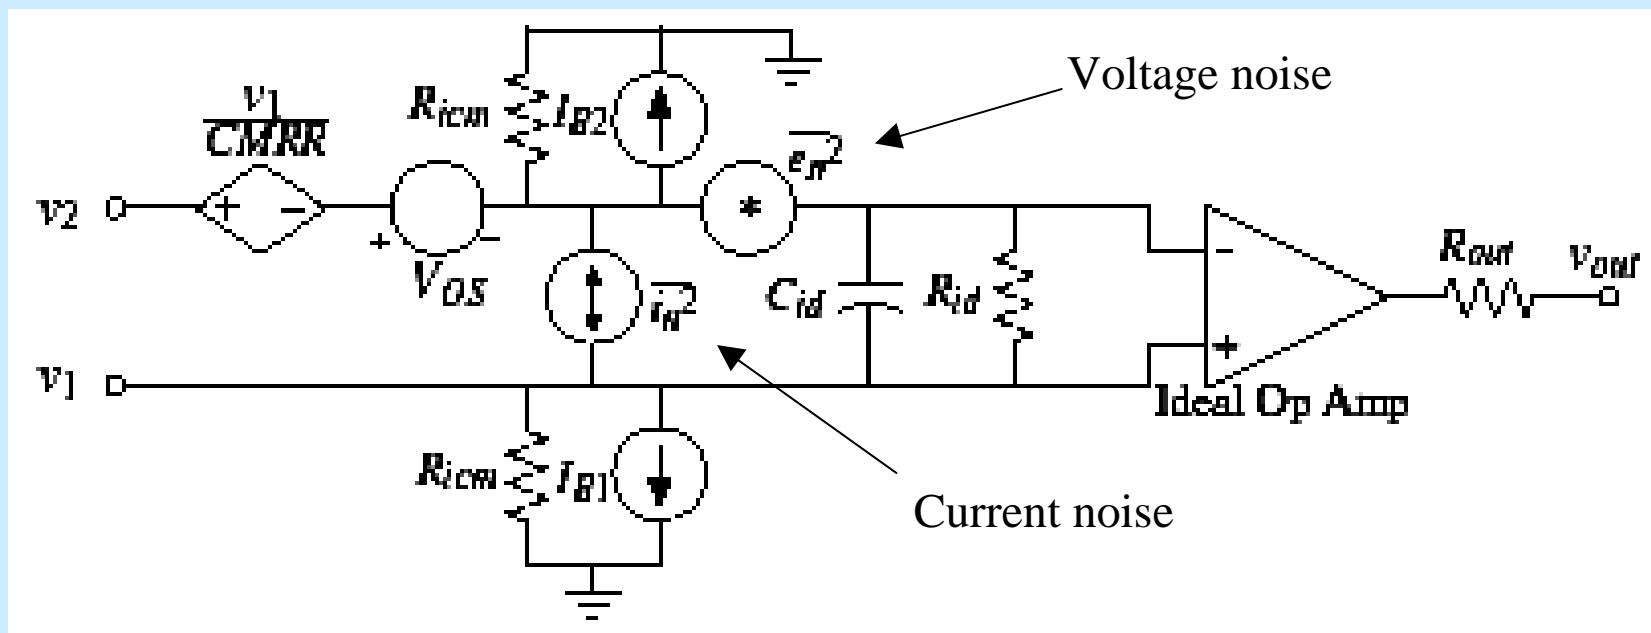 Voltage noise
v1
CMRR
Ricm
IB2
en²
v2
+ −
+ −
VOS
in²
Cid
Rid
−
Rout
vout
v1
+
Ideal Op Amp
Ricm
IB1
Current noise